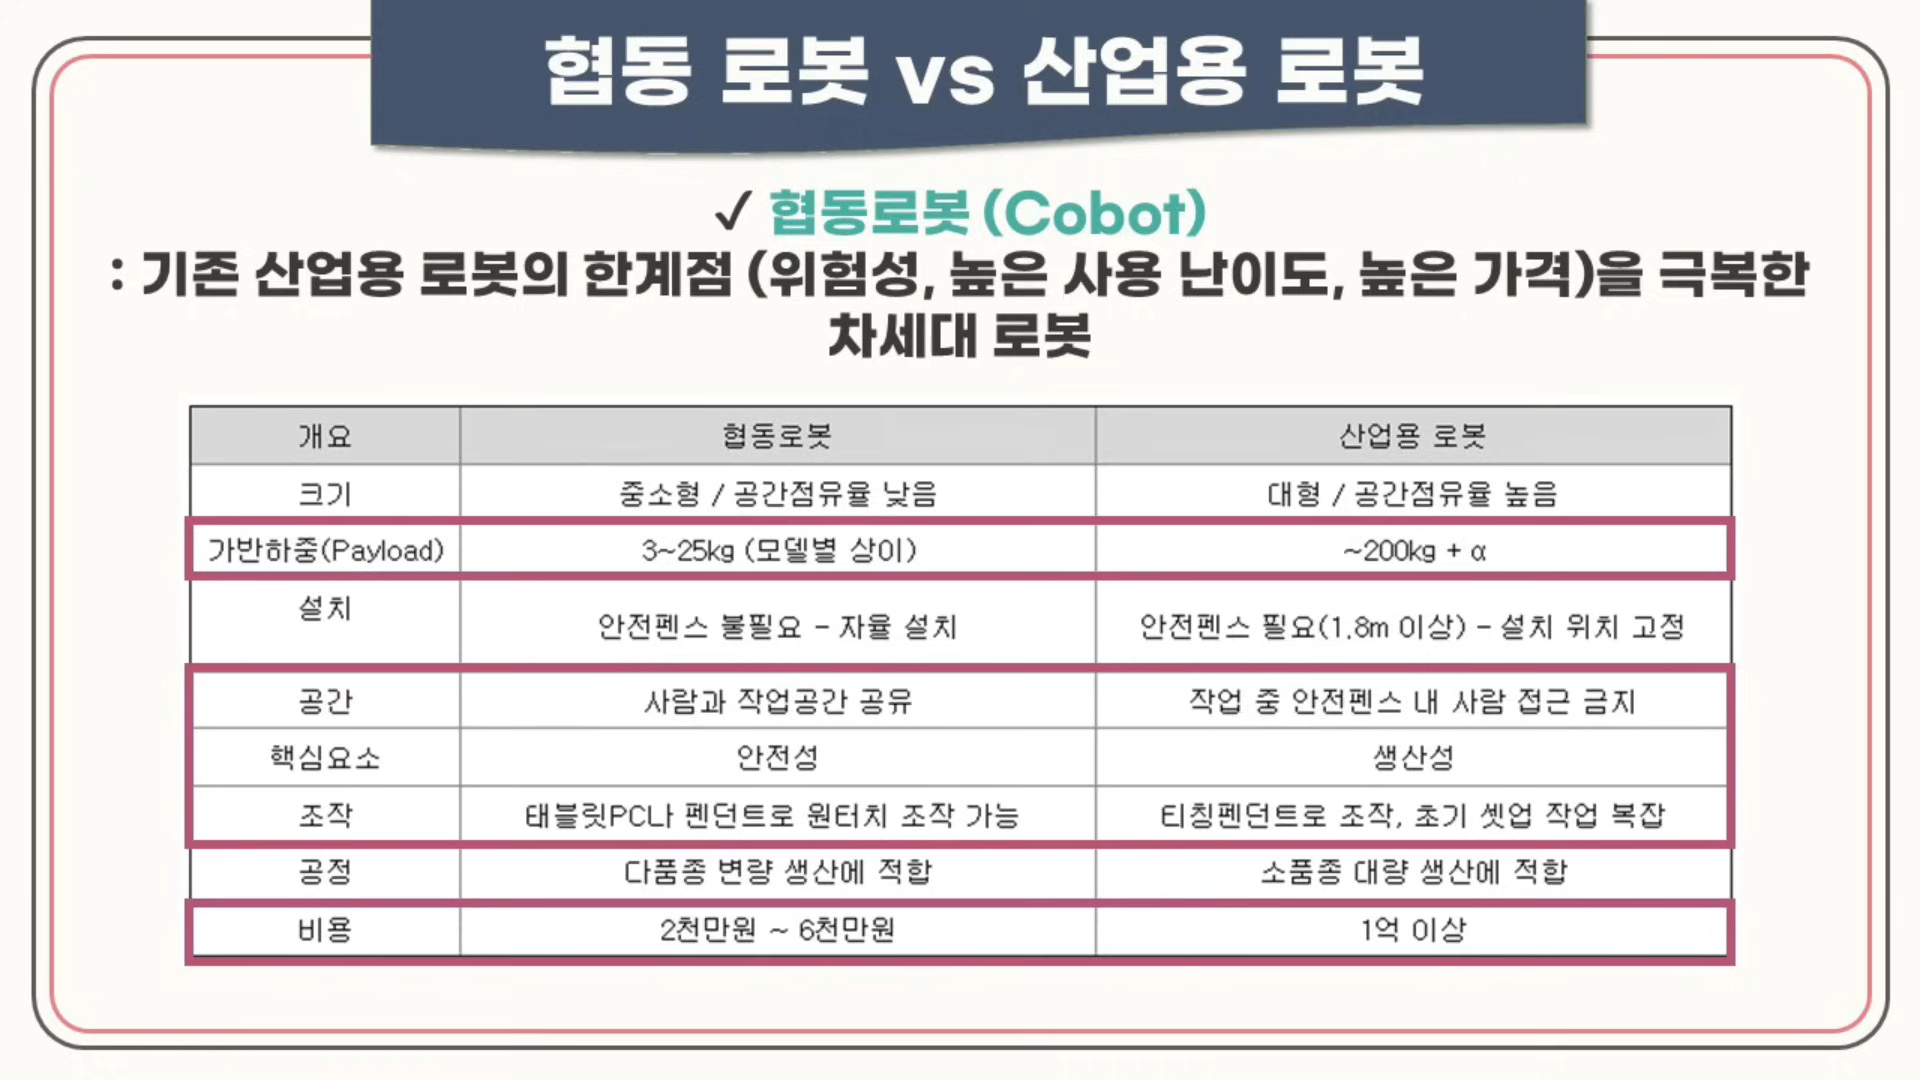 협동 로봇 vs 산업용 로봇
✓ 협동로봇 (Cobot)
: 기존 산업용 로봇의 한계점 (위험성, 높은 사용 난이도, 높은 가격)을 극복한
차세대 로봇
개요 협동로봇 산업용 로봇
크기 중소형 / 공간점유율 낮음 대형 / 공간점유율 높음
가반하중(Payload) 3~25kg (모델별 상이) ~200kg + α
설치 안전펜스 불필요 - 자율 설치 안전펜스 필요(1.8m 이상) - 설치 위치 고정
공간 사람과 작업공간 공유 작업 중 안전펜스 내 사람 접근 금지
핵심요소 안전성 생산성
조작 태블릿PC나 펜던트로 원터치 조작 가능 티칭펜던트로 조작, 초기 셋업 작업 복잡
공정 다품종 변량 생산에 적합 소품종 대량 생산에 적합
비용 2천만원 ~ 6천만원 1억 이상